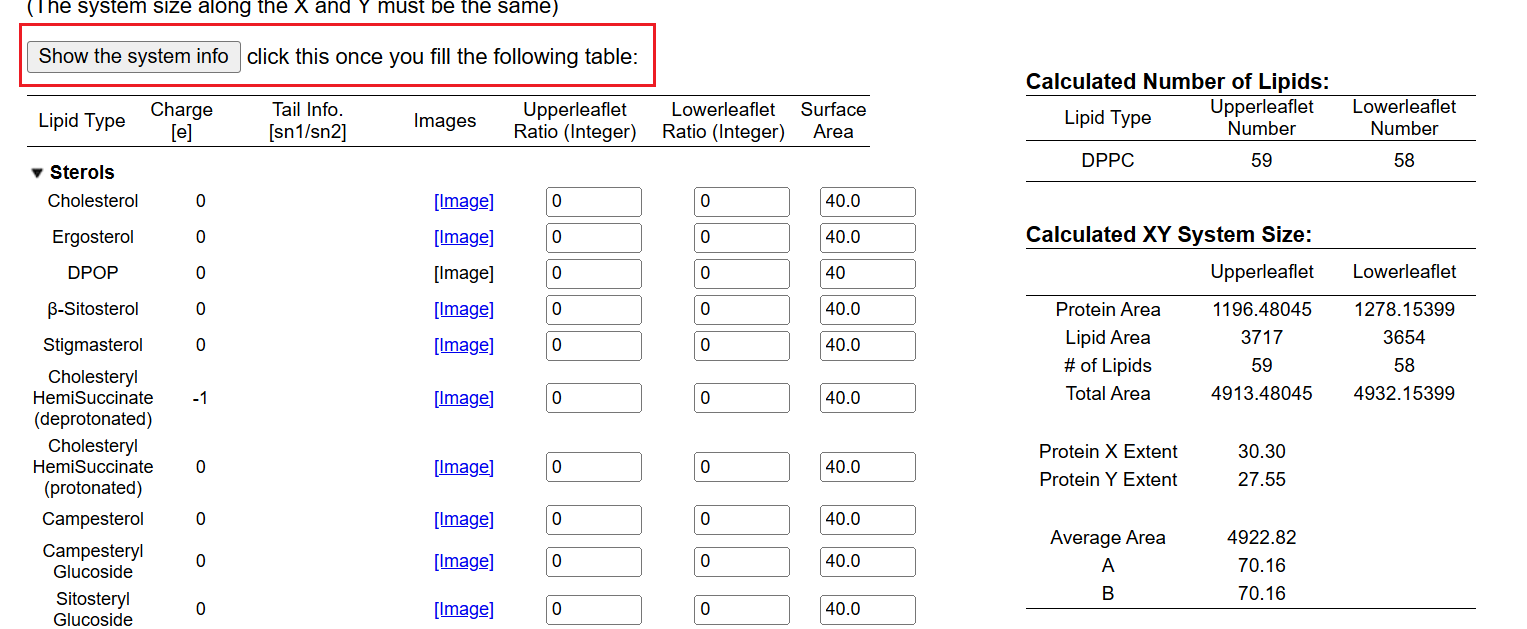 (The system size along the X and Y must be the same)
Show the system info click this once you fill the following table:
Lipid Type Charge [e] Tail Info. [sn1/sn2] Images Upperleaflet Ratio (Integer) Lowerleaflet Ratio (Integer) Surface Area
▼ Sterols
Cholesterol 0 [Image] 0 0 40.0
Ergosterol 0 [Image] 0 0 40.0
DPOP 0 [Image] 0 0 40
β-Sitosterol 0 [Image] 0 0 40.0
Stigmasterol 0 [Image] 0 0 40.0
Cholesteryl
HemiSuccinate -1 [Image] 0 0 40.0
(deprotonated)
Cholesteryl
HemiSuccinate 0 [Image] 0 0 40.0
(protonated)
Campesterol 0 [Image] 0 0 40.0
Campesteryl
Glucoside 0 [Image] 0 0 40.0
Sitosteryl
Glucoside 0 [Image] 0 0 40.0
Calculated Number of Lipids:
Lipid Type Upperleaflet Number Lowerleaflet Number
DPPC 59 58
Calculated XY System Size:
Upperleaflet Lowerleaflet
Protein Area 1196.48045 1278.15399
Lipid Area 3717 3654
# of Lipids 59 58
Total Area 4913.48045 4932.15399
Protein X Extent 30.30
Protein Y Extent 27.55
Average Area 4922.82
A 70.16
B 70.16